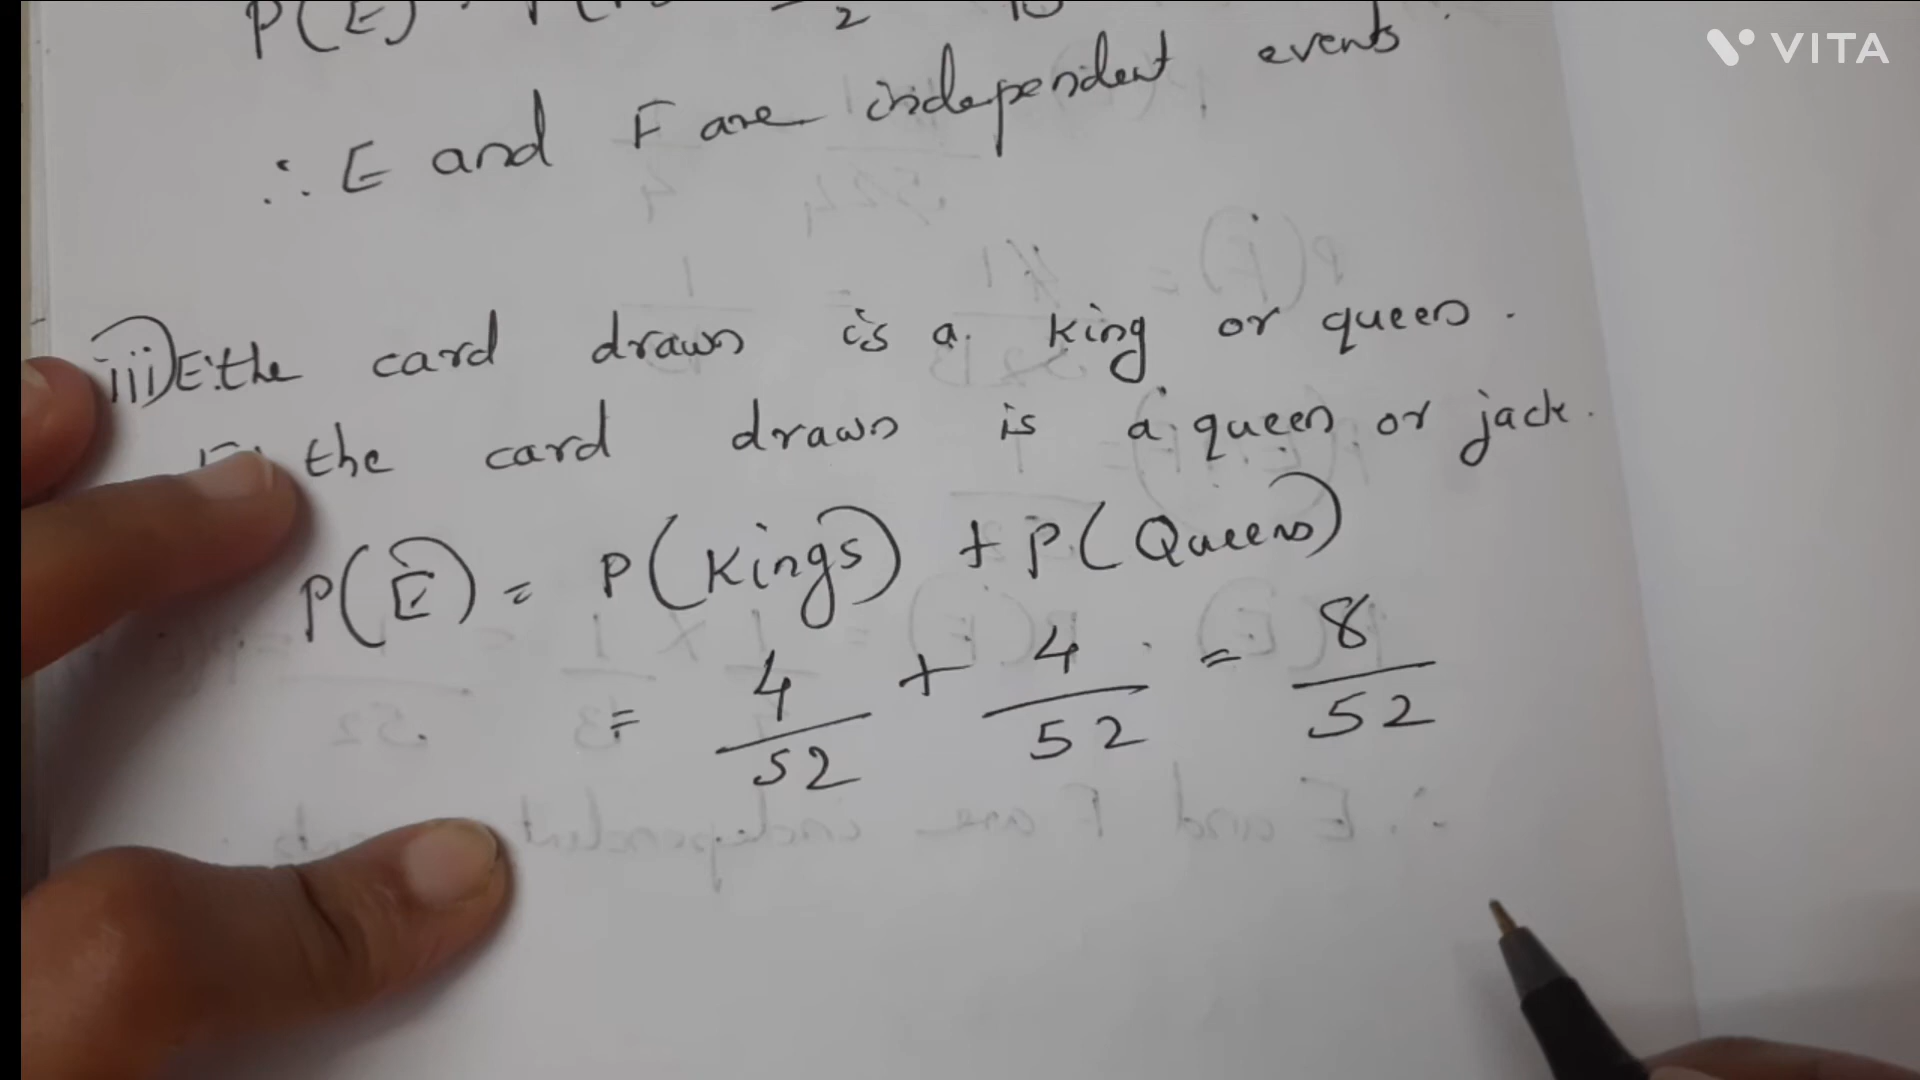 VITA
P(E) . P( 2
∴ E and F are independent events
iii) E: the card drawn is a king or queen.
F: the card drawn is a queen or jack.
P(E) = P(Kings) + P(Queens)
= 4/52 + 4/52 = 8/52